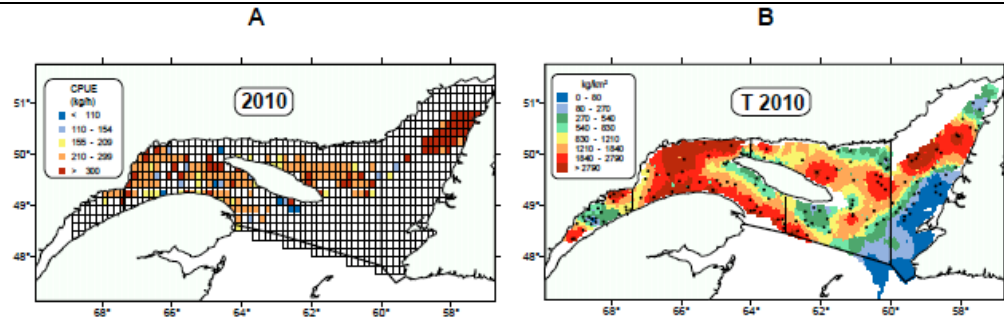 A
B
CPUE
(kg/h)
< 110
110 - 154
155 - 209
210 - 299
> 300
2010
51°
50°
49°
48°
68° 66° 64° 62° 60° 58°
kg/km²
0 - 80
80 - 270
270 - 540
540 - 830
830 - 1210
1210 - 1840
1840 - 2790
> 2790
T 2010
51°
50°
49°
48°
68° 66° 64° 62° 60° 58°